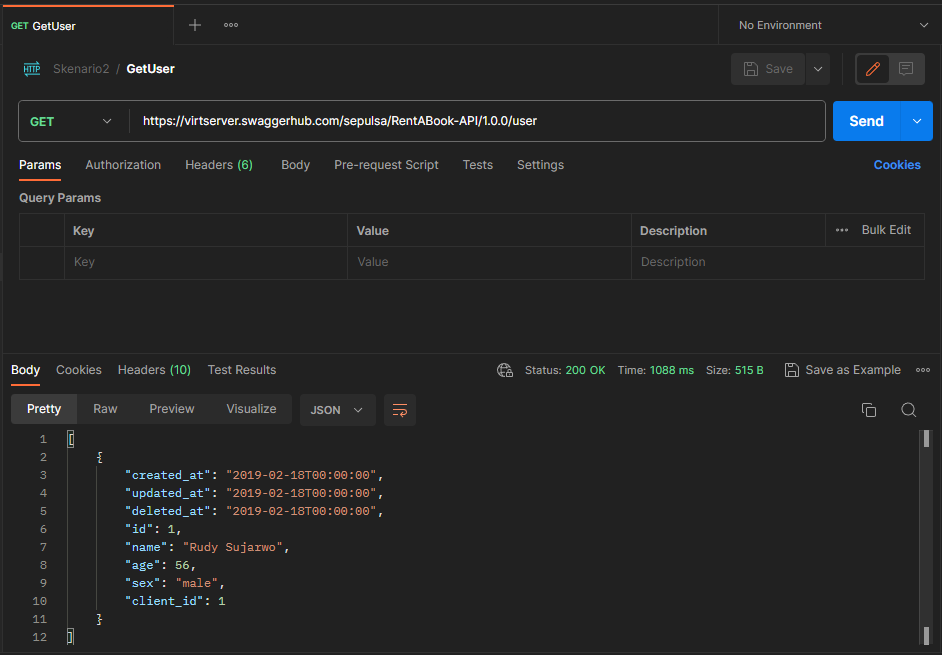 GET GetUser
No Environment
HTTP Skenario2 / GetUser
Save
GET https://virtserver.swaggerhub.com/sepulsa/RentABook-API/1.0.0/user
Send
Params Authorization Headers (6) Body Pre-request Script Tests Settings Cookies
Query Params
Key Value Description Bulk Edit
Key Value Description
Body Cookies Headers (10) Test Results Status: 200 OK Time: 1088 ms Size: 515 B Save as Example
Pretty Raw Preview Visualize JSON
1 [
2 {
3 "created_at": "2019-02-18T00:00:00",
4 "updated_at": "2019-02-18T00:00:00",
5 "deleted_at": "2019-02-18T00:00:00",
6 "id": 1,
7 "name": "Rudy Sujarwo",
8 "age": 56,
9 "sex": "male",
10 "client_id": 1
11 }
12 ]